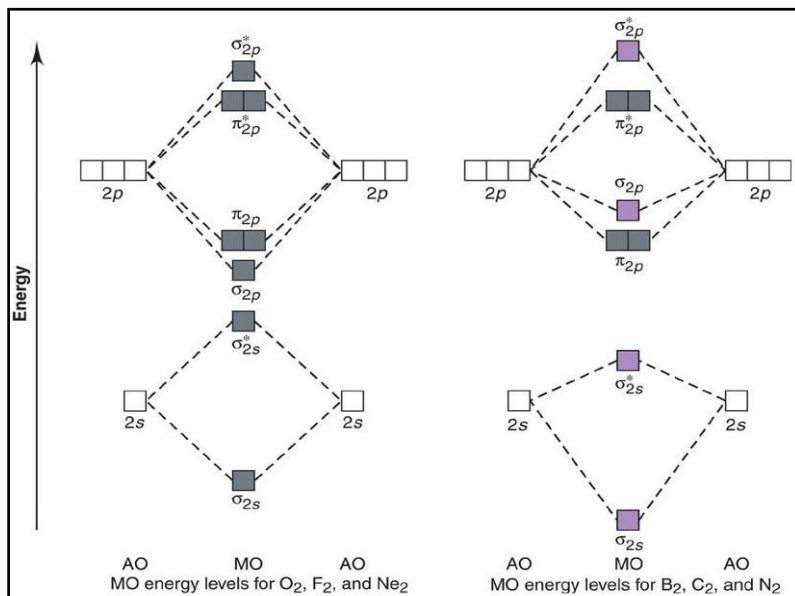 σ*2p
σ*2p
π*2p
π*2p
2p
2p
2p
2p
σ2p
π2p
σ2p
π2p
Energy
σ*2s
σ*2s
2s
2s
2s
2s
σ2s
σ2s
AO MO AO
MO energy levels for O2, F2, and Ne2
AO MO AO
MO energy levels for B2, C2, and N2